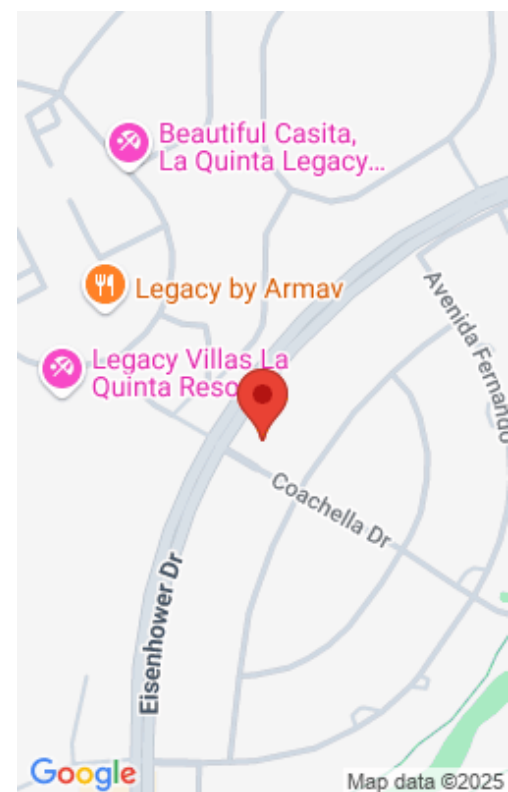 Beautiful Casita,
La Quinta Legacy...
Legacy by Armav
Avenida Fernando
Legacy Villas La
Quinta Reso
Coachella Dr
Eisenhower Dr
Google
Map data ©2025